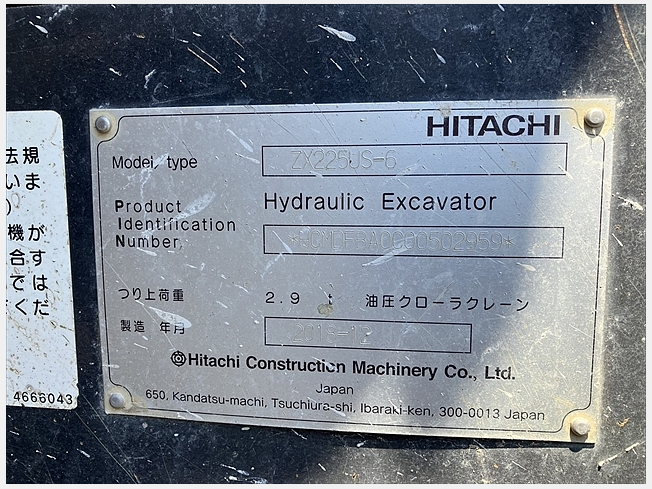 HITACHI
Model/type ZX225US-6
Product Hydraulic Excavator
Identification
Number
つり上荷重 2.9 t 油圧クローラクレーン
製造 年月
Hitachi Construction Machinery Co., Ltd.
Japan
650, Kandatsu-machi, Tsuchiura-shi, Ibaraki-ken, 300-0013 Japan
法規
いま
)
機が
合す
では
くだ
4666043